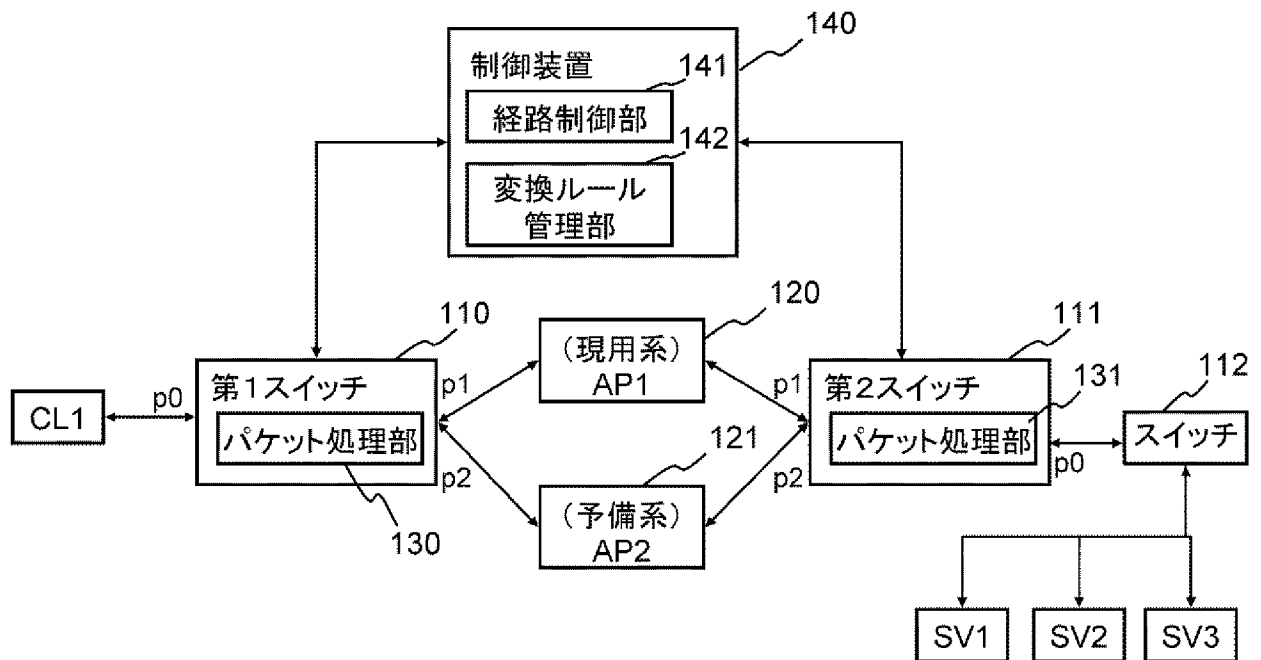 140
制御装置
141
経路制御部
142
変換ルール
管理部
110
120
111
第1スイッチ
p1
(現用系)
AP1
p1
第2スイッチ
131
112
CL1
p0
パケット処理部
パケット処理部
スイッチ
p0
p2
121
p2
130
(予備系)
AP2
SV1
SV2
SV3